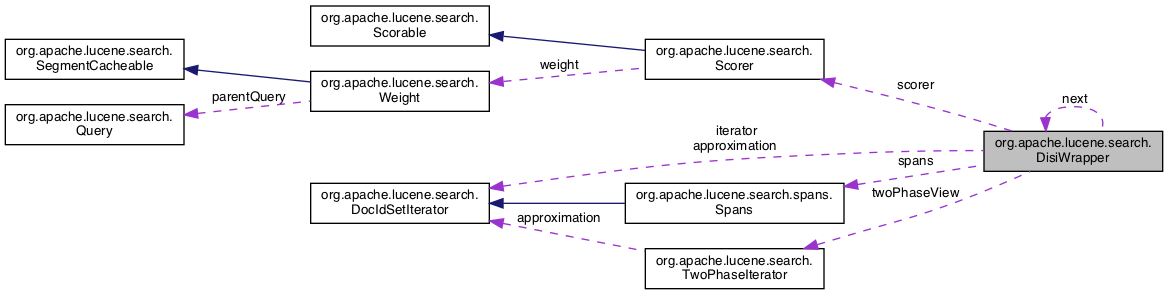 org.apache.lucene.search.
Scorable
org.apache.lucene.search.
SegmentCacheable
org.apache.lucene.search.
Scorer
weight
org.apache.lucene.search.
Weight
scorer
parentQuery
next
org.apache.lucene.search.
Query
iterator
approximation
org.apache.lucene.search.
DisiWrapper
spans
org.apache.lucene.search.
DocIdSetIterator
org.apache.lucene.search.spans.
Spans
twoPhaseView
approximation
org.apache.lucene.search.
TwoPhaseIterator